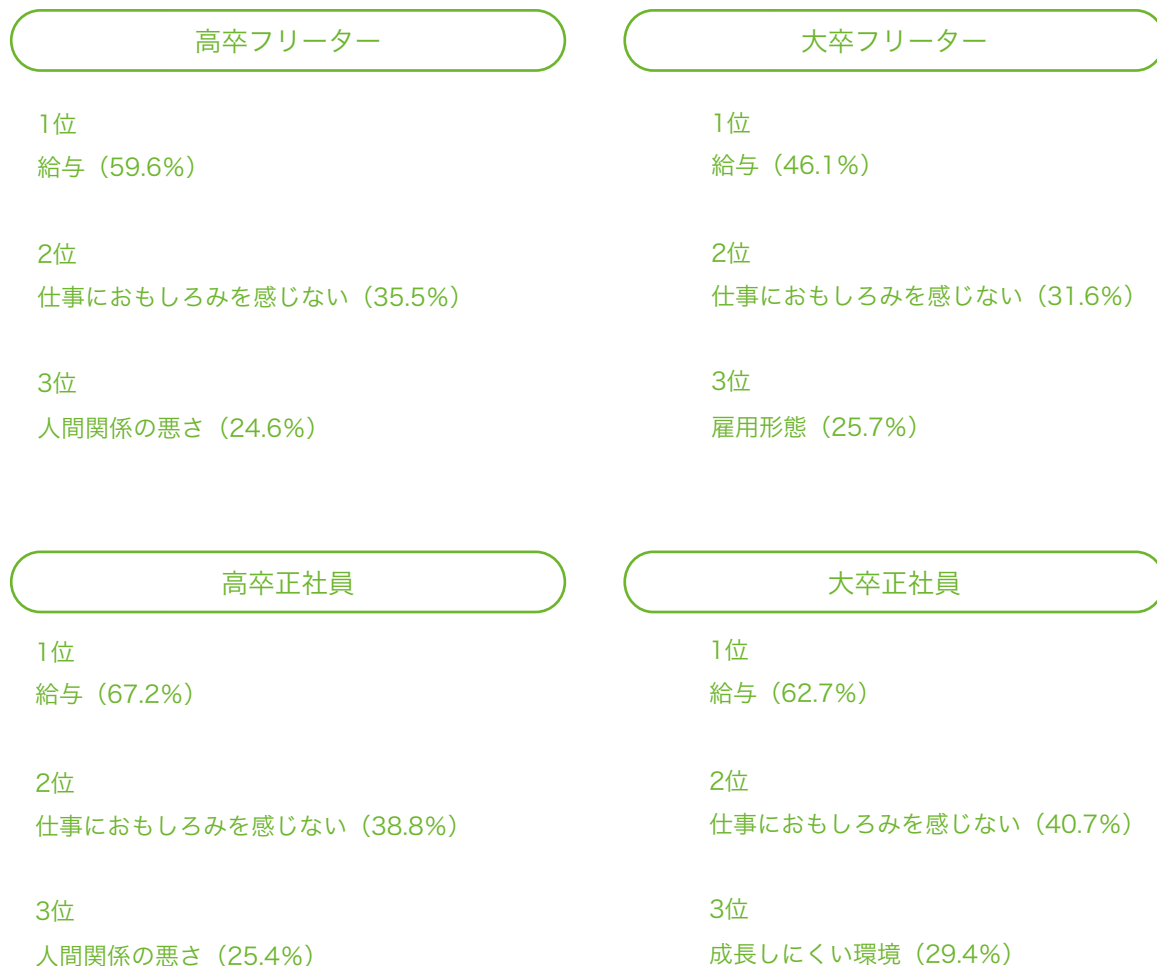 高卒フリーター
1位
給与（59.6%）
2位
仕事におもしろみを感じない（35.5%）
3位
人間関係の悪さ（24.6%）
大卒フリーター
1位
給与（46.1%）
2位
仕事におもしろみを感じない（31.6%）
3位
雇用形態（25.7%）
高卒正社員
1位
給与（67.2%）
2位
仕事におもしろみを感じない（38.8%）
3位
人間関係の悪さ（25.4%）
大卒正社員
1位
給与（62.7%）
2位
仕事におもしろみを感じない（40.7%）
3位
成長しにくい環境（29.4%）